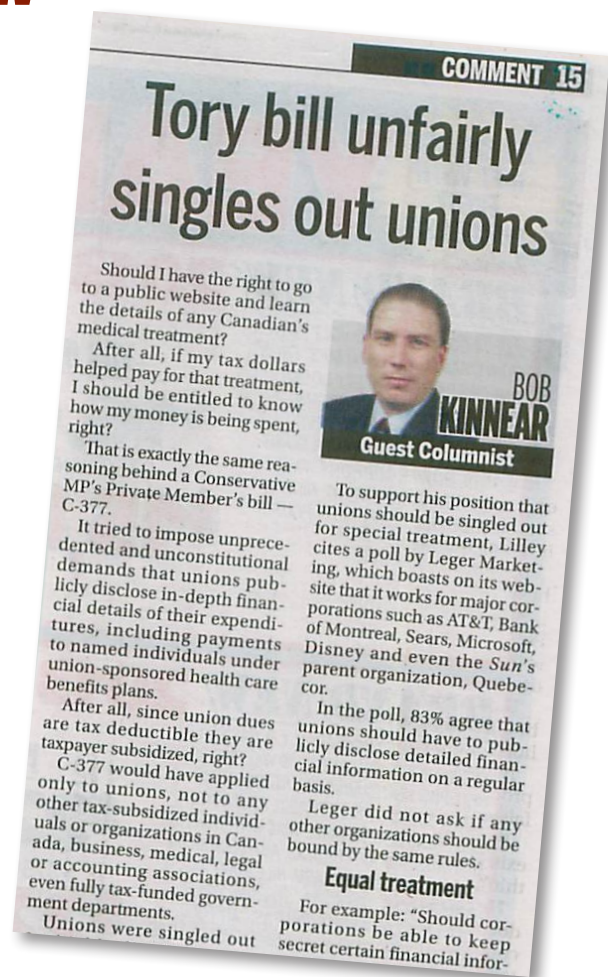 COMMENT 15
Tory bill unfairly
singles out unions
Should I have the right to go
to a public website and learn
the details of any Canadian's
medical treatment?
After all, if my tax dollars
helped pay for that treatment,
I should be entitled to know
how my money is being spent,
right?
That is exactly the same rea-
soning behind a Conservative
MP's Private Member's bill —
C-377.
It tried to impose unprece-
dented and unconstitutional
demands that unions pub-
licly disclose in-depth finan-
cial details of their expendi-
tures, including payments
to named individuals under
union-sponsored health care
benefits plans.
After all, since union dues
are tax deductible they are
taxpayer subsidized, right?
C-377 would have applied
only to unions, not to any
other tax-subsidized individ-
uals or organizations in Can-
ada, business, medical, legal
or accounting associations,
even fully tax-funded govern-
ment departments.
Unions were singled out
BOB
KINNEAR
Guest Columnist
To support his position that
unions should be singled out
for special treatment, Lilley
cites a poll by Leger Market-
ing, which boasts on its web-
site that it works for major cor-
porations such as AT&T, Bank
of Montreal, Sears, Microsoft,
Disney and even the Sun's
parent organization, Quebe-
cor.
In the poll, 83% agree that
unions should have to pub-
licly disclose detailed finan-
cial information on a regular
basis.
Leger did not ask if any
other organizations should be
bound by the same rules.
Equal treatment
For example: "Should cor-
porations be able to keep
secret certain financial infor-